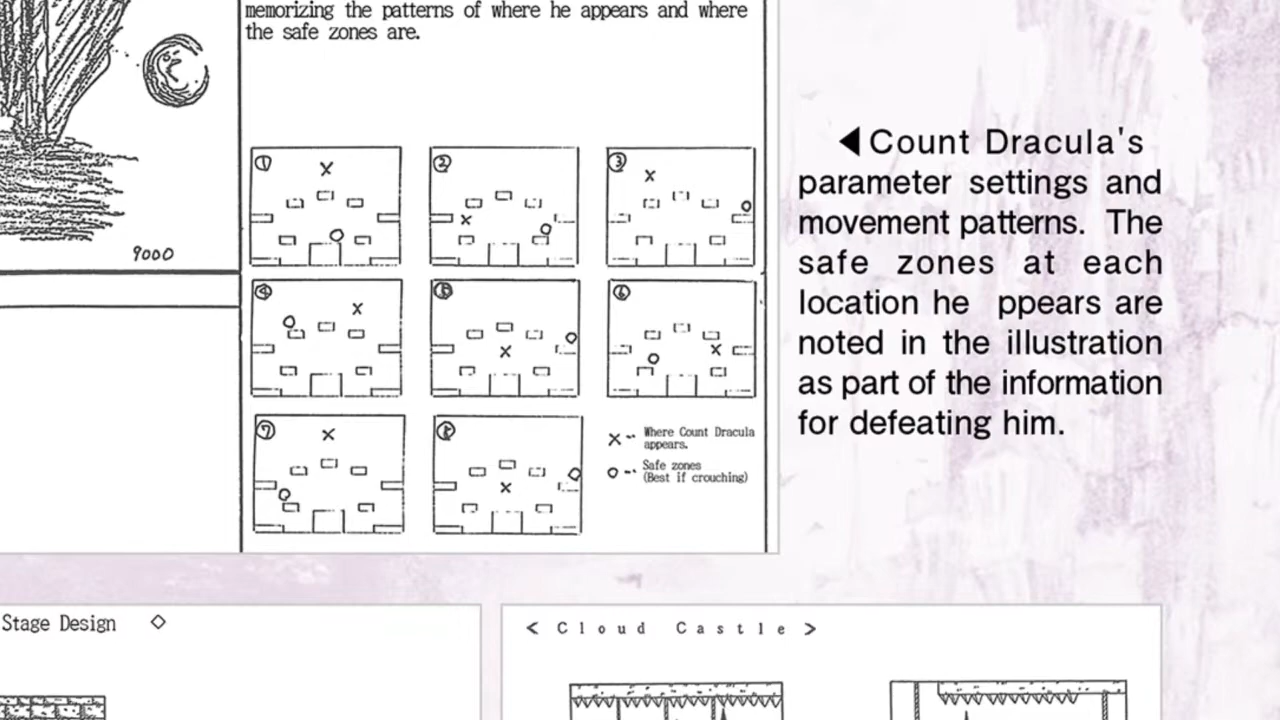 memorizing the patterns of where he appears and where
the safe zones are.
9000
①
②
③
④
⑤
⑥
⑦
⑧
X -- Where Count Dracula
appears.
O -- Safe zones
(Best if crouching)
◀Count Dracula's
parameter settings and
movement patterns. The
safe zones at each
location he ppears are
noted in the illustration
as part of the information
for defeating him.
Stage Design ◇
< Cloud Castle >